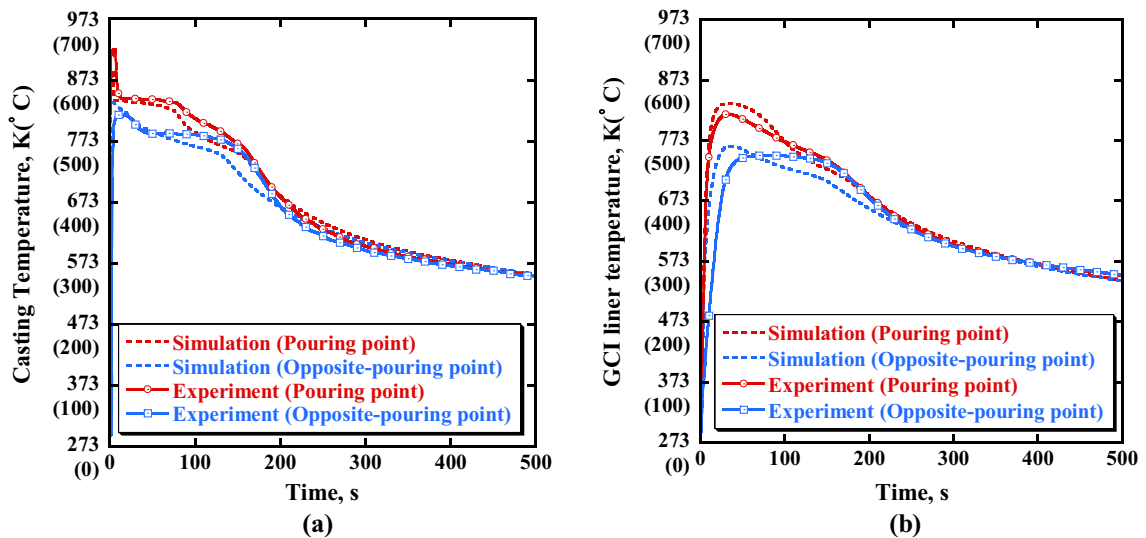 973
(700)
873
(600)
773
(500)
673
(400)
573
(300)
473
(200)
373
(100)
273
(0)
Casting Temperature, K(˚C)
Simulation (Pouring point)
Simulation (Opposite-pouring point)
Experiment (Pouring point)
Experiment (Opposite-pouring point)
0 100 200 300 400 500
Time, s
(a)
973
(700)
873
(600)
773
(500)
673
(400)
573
(300)
473
(200)
373
(100)
273
(0)
GCI liner temperature, K(˚C)
Simulation (Pouring point)
Simulation (Opposite-pouring point)
Experiment (Pouring point)
Experiment (Opposite-pouring point)
0 100 200 300 400 500
Time, s
(b)